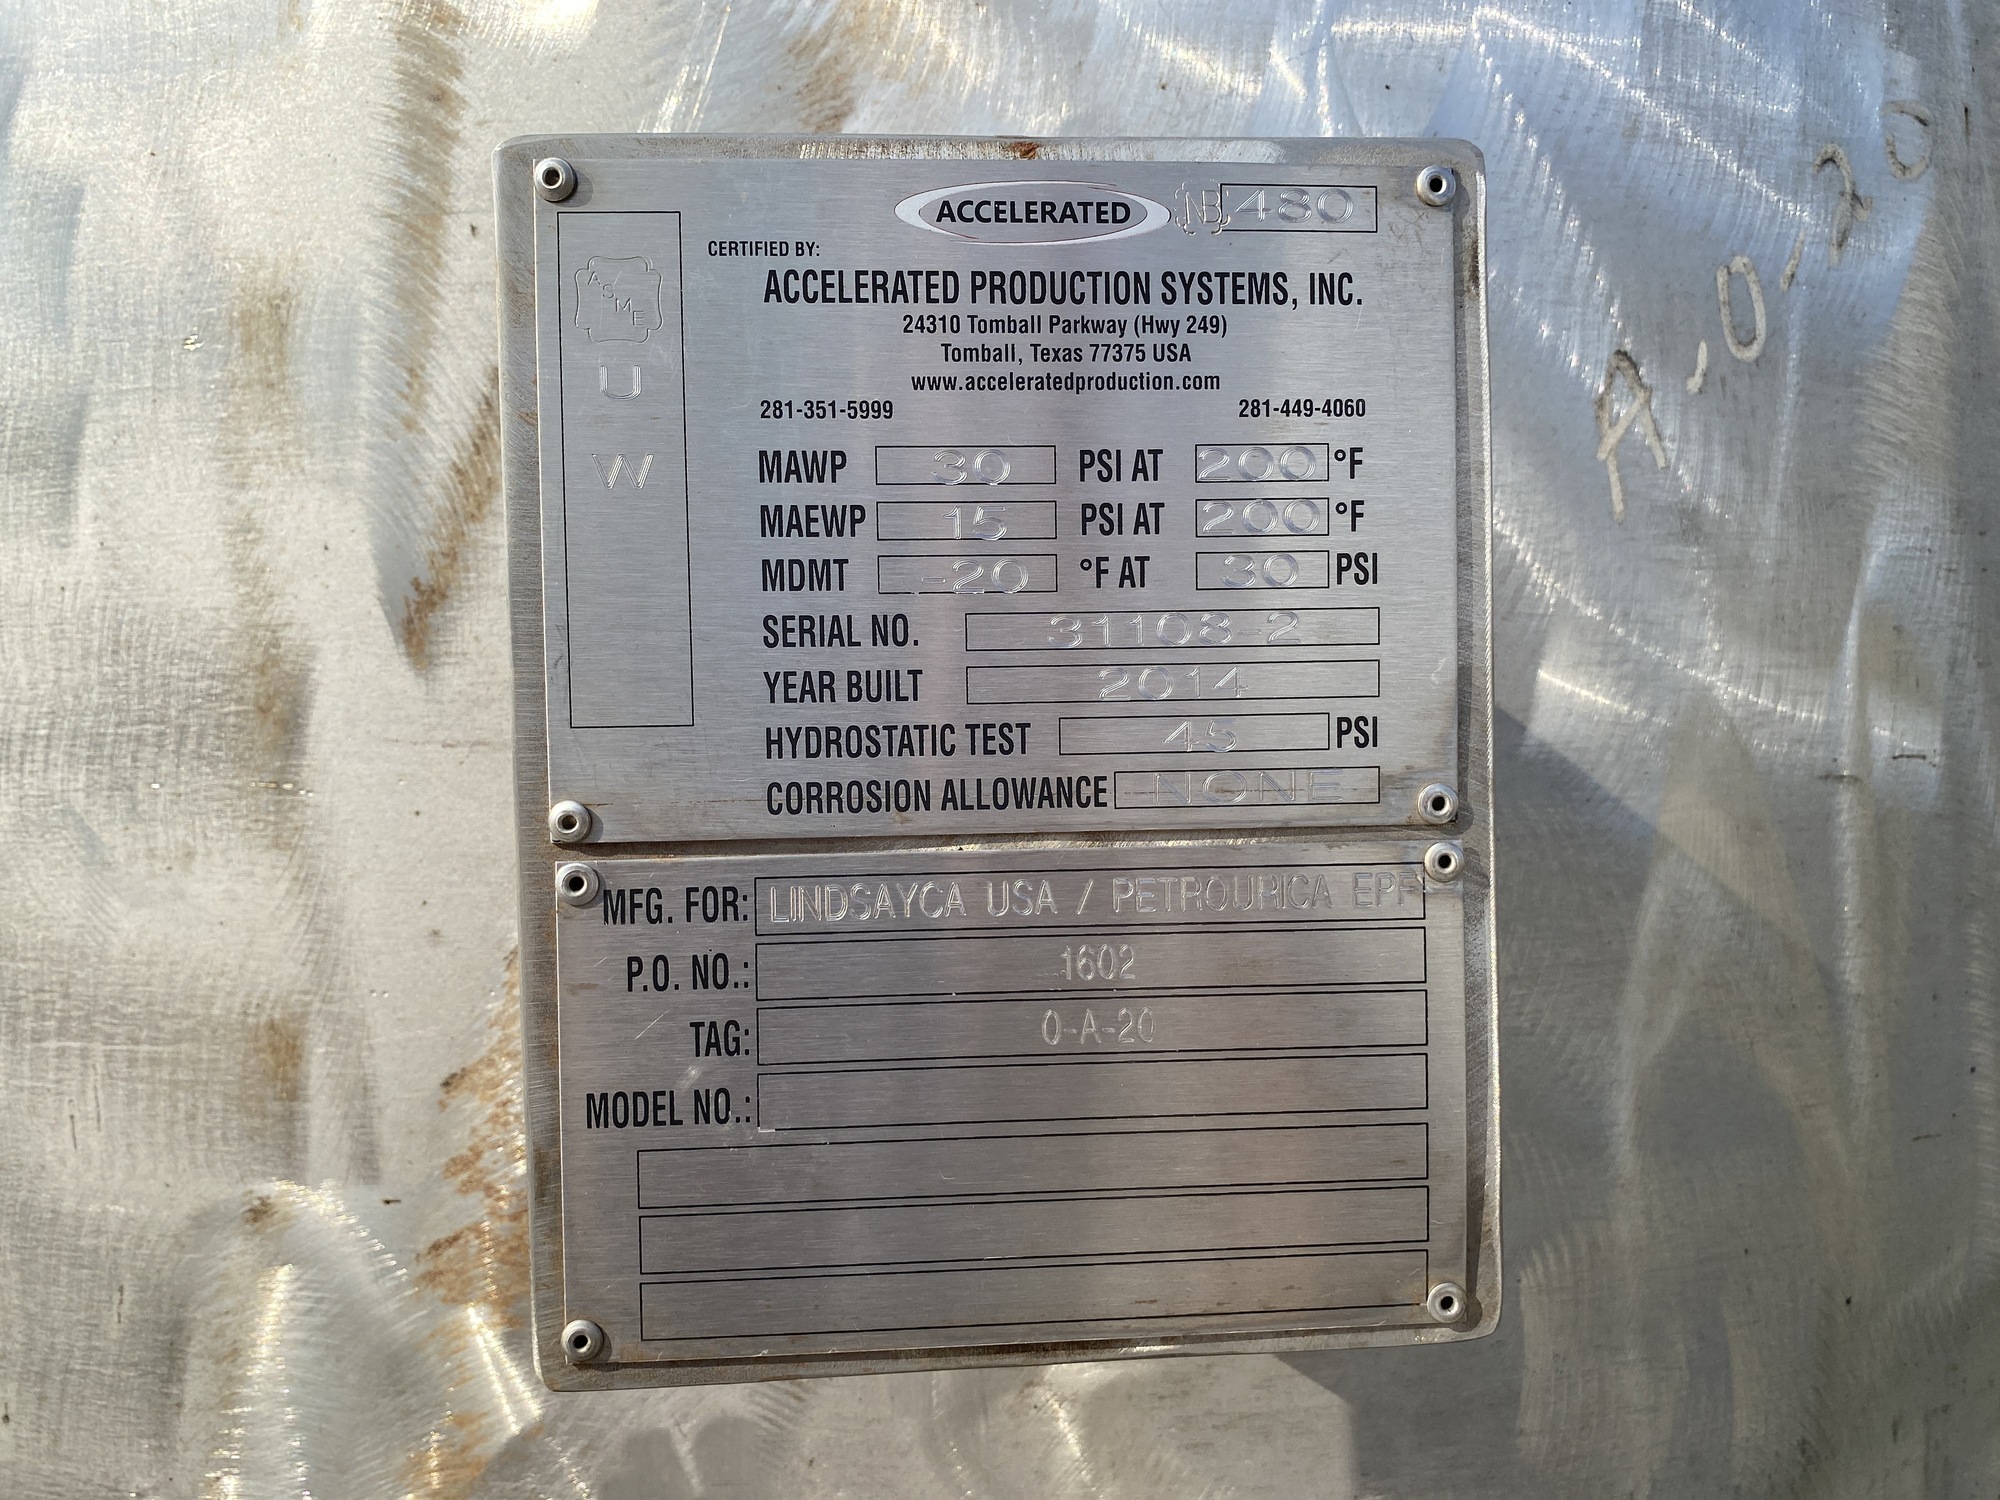 ACCELERATED NB 480
CERTIFIED BY:
ACCELERATED PRODUCTION SYSTEMS, INC.
24310 Tomball Parkway (Hwy 249)
Tomball, Texas 77375 USA
www.acceleratedproduction.com
281-351-5999 281-449-4060
ASME
U
W
MAWP 30 PSI AT 200 °F
MAEWP 15 PSI AT 200 °F
MDMT -20 °F AT 30 PSI
SERIAL NO. 31108-2
YEAR BUILT 2014
HYDROSTATIC TEST 45 PSI
CORROSION ALLOWANCE NONE
MFG. FOR: LINDSAYCA USA / PETROURICA EPF
P.O. NO.: 1602
TAG: 0-A-20
MODEL NO.: